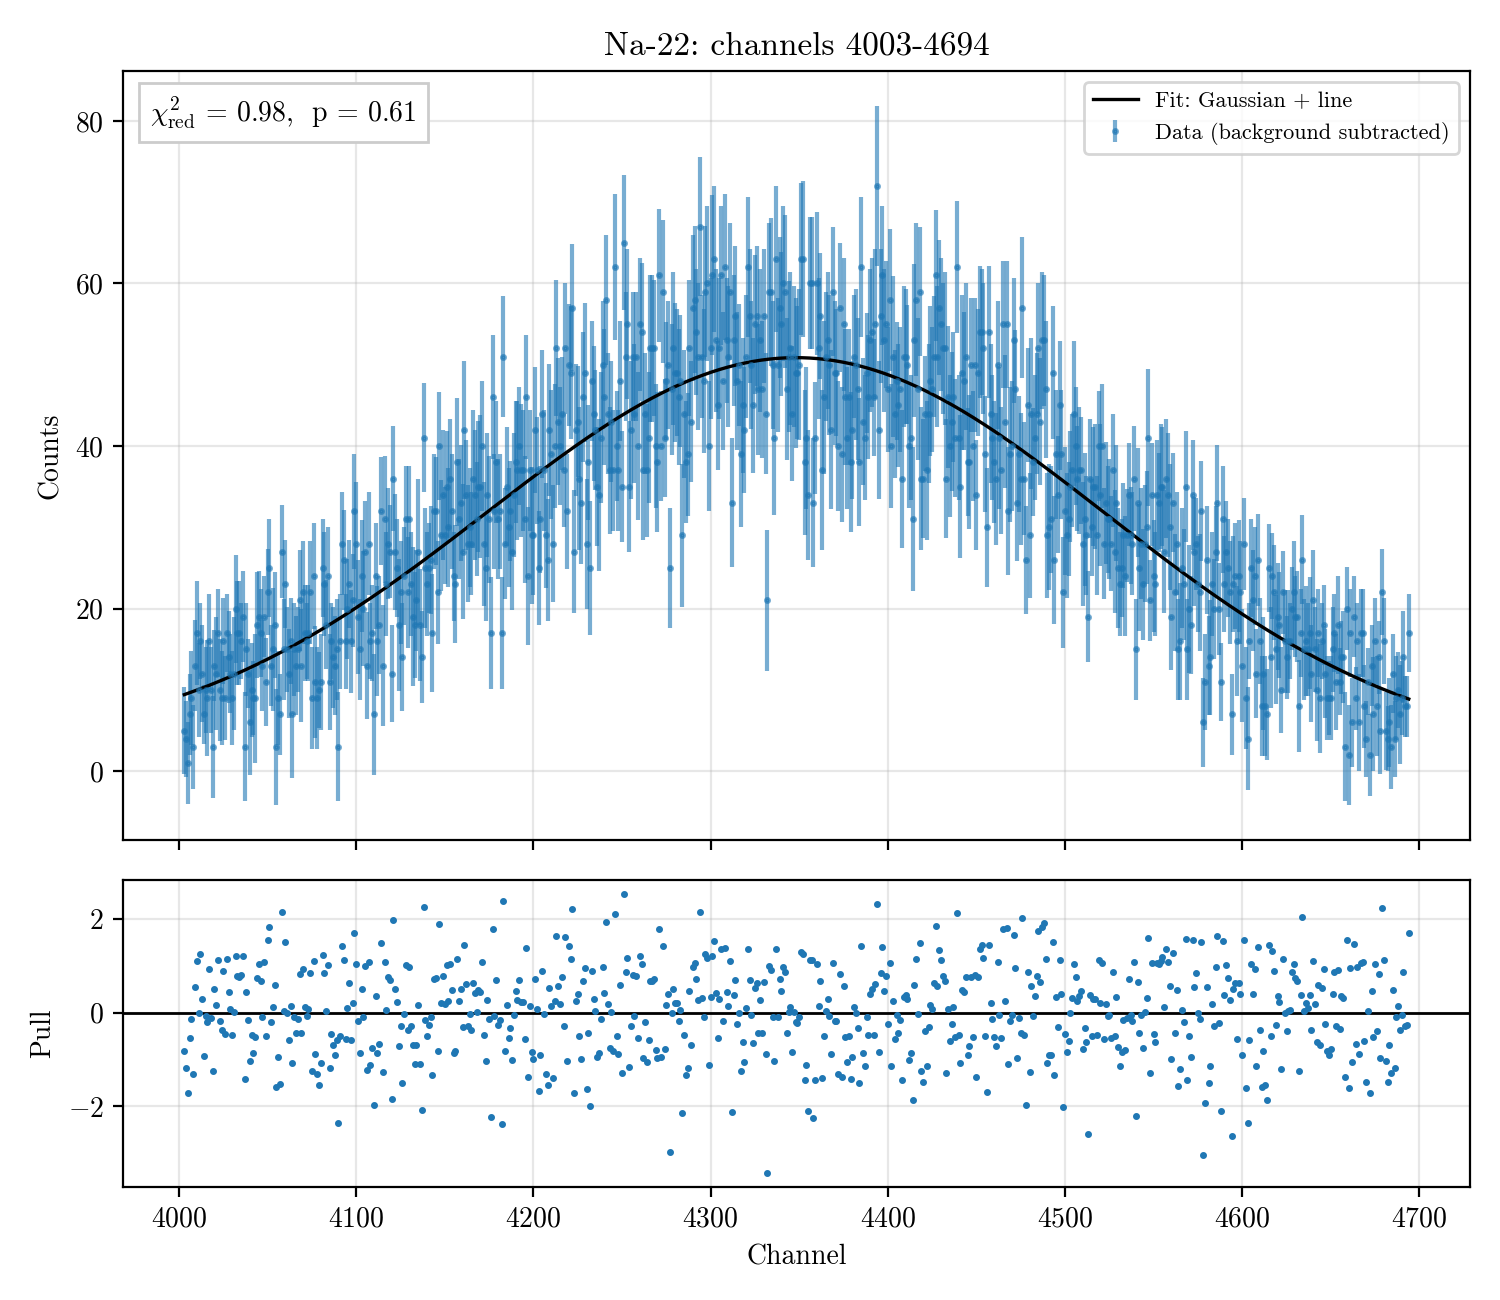 Na-22: channels 4003-4694
χ²red = 0.98, p = 0.61
Fit: Gaussian + line
Data (background subtracted)
80
60
40
20
0
Counts
2
0
−2
Pull
4000 4100 4200 4300 4400 4500 4600 4700
Channel